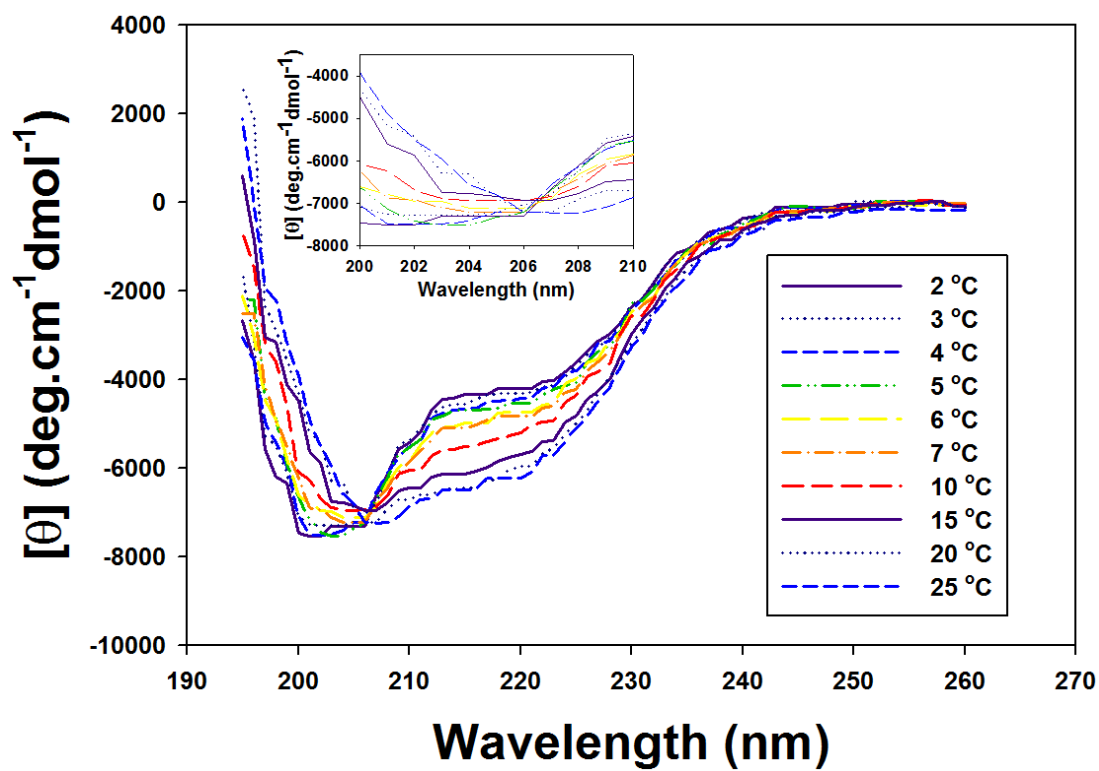 4000
2000
0
-2000
-4000
-6000
-8000
-10000
[θ] (deg.cm⁻¹dmol⁻¹)
-4000
-5000
-6000
-7000
-8000
[θ] (deg.cm⁻¹dmol⁻¹)
200 202 204 206 208 210
Wavelength (nm)
2 °C
3 °C
4 °C
5 °C
6 °C
7 °C
10 °C
15 °C
20 °C
25 °C
190 200 210 220 230 240 250 260 270
Wavelength (nm)